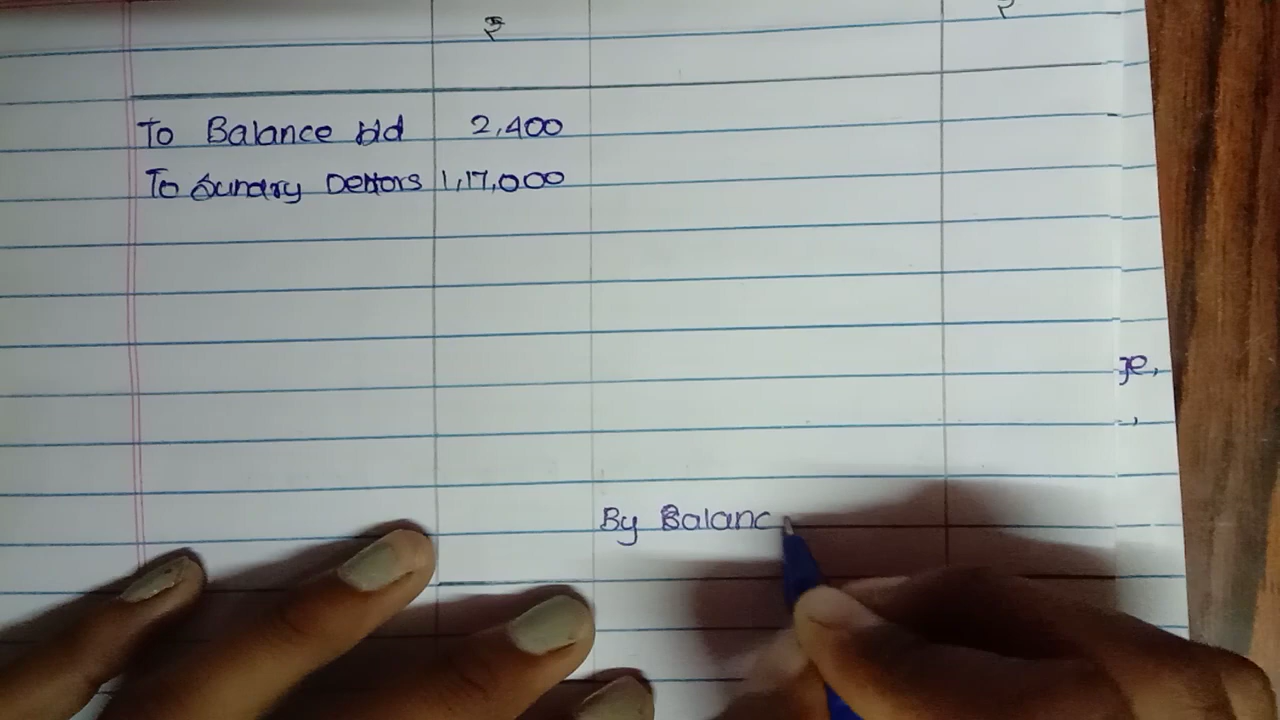 ₹ ₹
To Balance b/d 2,400
To Sundry Debtors 1,17,000
By Balanc